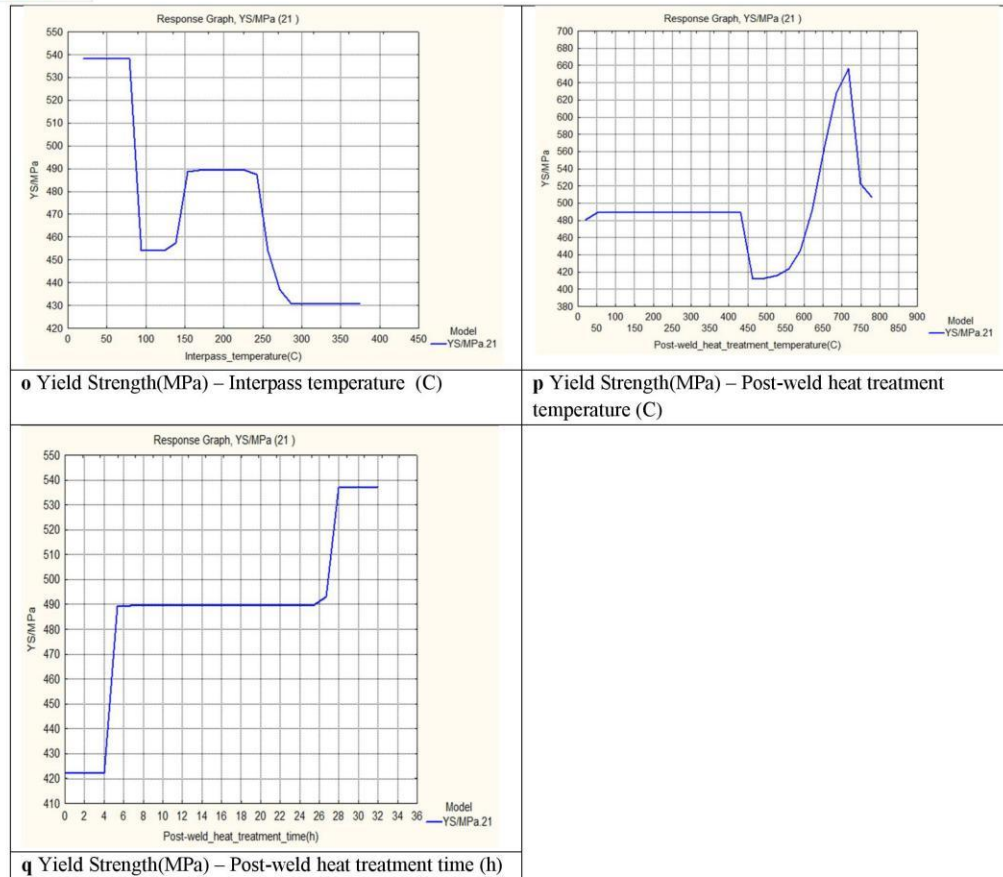 Response Graph, YS/MPa (21 )
550
540
530
520
510
500
490
480
470
460
450
440
430
420
YS/MPa
0 50 100 150 200 250 300 350 400 450
Interpass_temperature(C)
Model
YS/MPa.21
o Yield Strength(MPa) – Interpass temperature (C)
Response Graph, YS/MPa (21 )
700
680
660
640
620
600
580
560
540
520
500
480
460
440
420
400
380
YS/MPa
0 100 200 300 400 500 600 700 800 900
50 150 250 350 450 550 650 750 850
Post-weld_heat_treatment_temperature(C)
Model
YS/MPa.21
p Yield Strength(MPa) – Post-weld heat treatment
temperature (C)
Response Graph, YS/MPa (21 )
550
540
530
520
510
500
490
480
470
460
450
440
430
420
410
YS/MPa
0 2 4 6 8 10 12 14 16 18 20 22 24 26 28 30 32 34 36
Post-weld_heat_treatment_time(h)
Model
YS/MPa.21
q Yield Strength(MPa) – Post-weld heat treatment time (h)